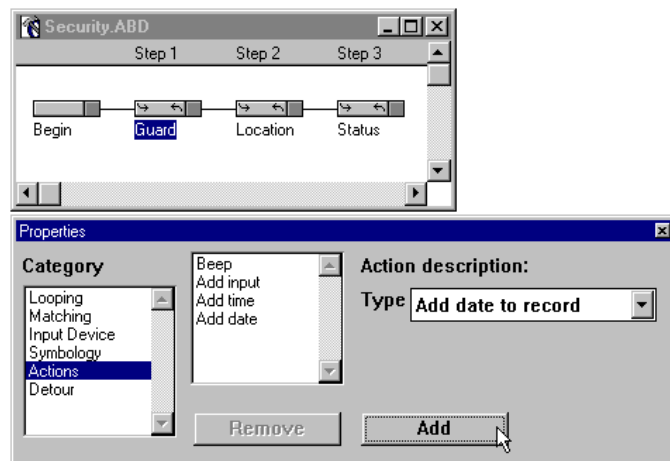 Security.ABD
Step 1 Step 2 Step 3
Begin Guard Location Status
Properties
Category
Looping
Matching
Input Device
Symbology
Actions
Detour
Beep
Add input
Add time
Add date
Action description:
Type Add date to record
Remove Add